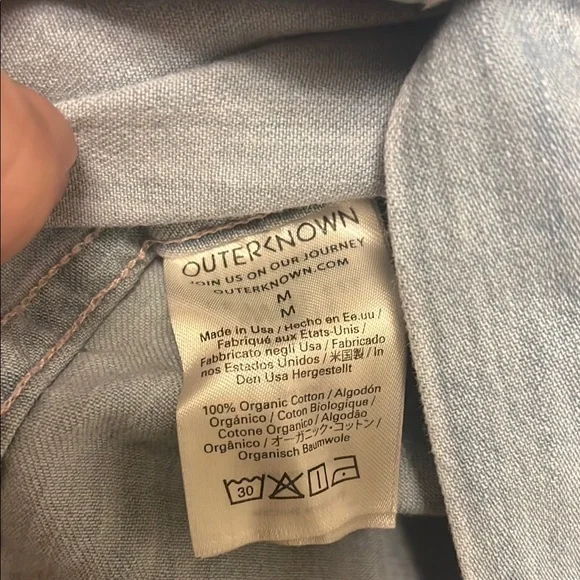 OUTERKNOWN
JOIN US ON OUR JOURNEY
OUTERKNOWN.COM
M
M
Made in Usa / Hecho en Ee.uu /
Fabriqué aux États-Unis /
Fabbricato negli Usa / Fabricado
nos Estados Unidos / 米国製 / In
Den Usa Hergestellt
100% Organic Cotton / Algodón
Orgánico / Coton Biologique /
Cotone Organico / Algodão
Orgânico / オーガニック・コットン /
Organisch Baumwole
30